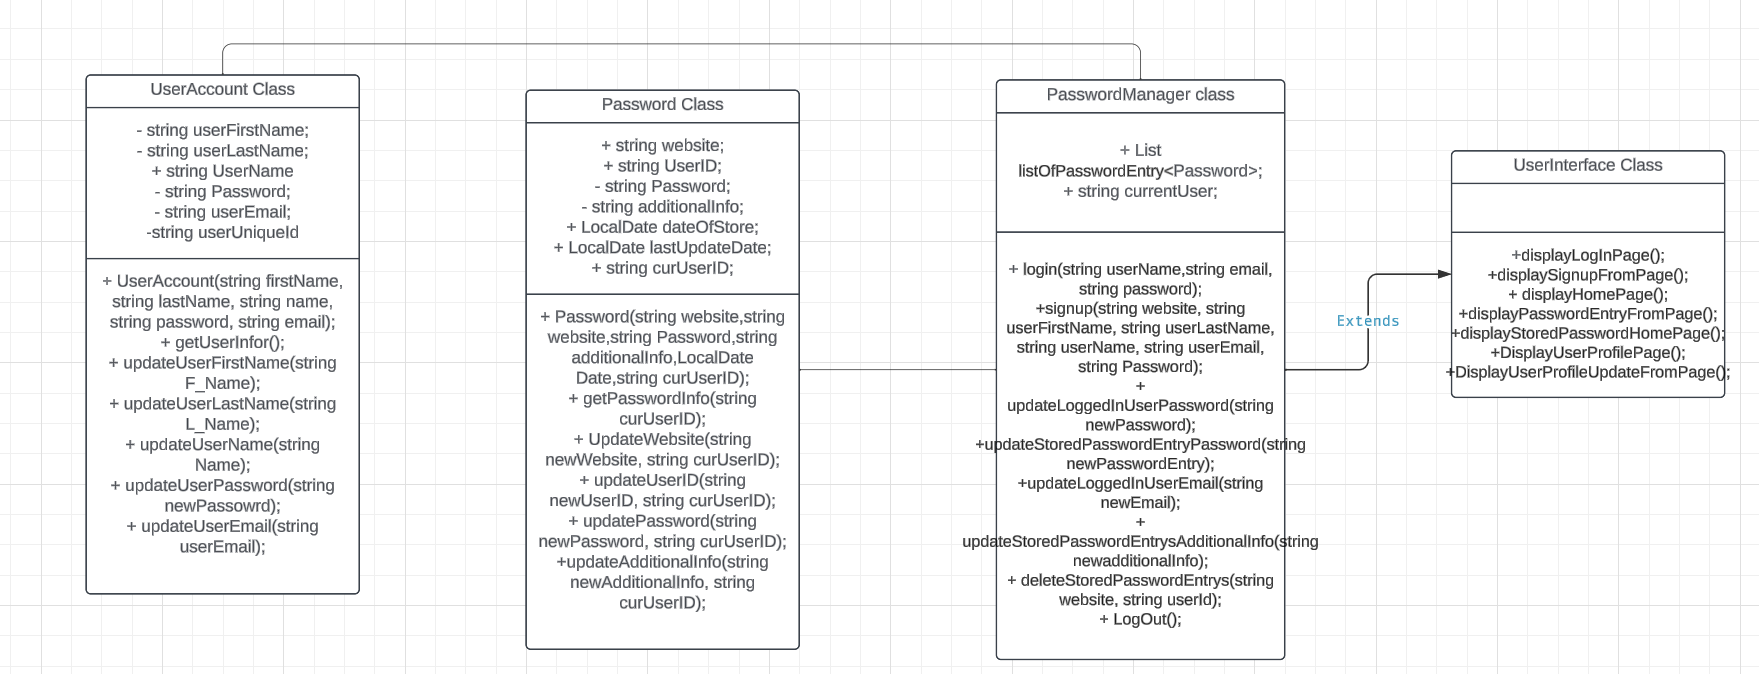 UserAccount Class
- string userFirstName;
- string userLastName;
+ string UserName
- string Password;
- string userEmail;
-string userUniqueId
+ UserAccount(string firstName,
string lastName, string name,
string password, string email);
+ getUserInfor();
+ updateUserFirstName(string
F_Name);
+ updateUserLastName(string
L_Name);
+ updateUserName(string
Name);
+ updateUserPassword(string
newPassowrd);
+ updateUserEmail(string
userEmail);
Password Class
+ string website;
+ string UserID;
- string Password;
- string additionalInfo;
+ LocalDate dateOfStore;
+ LocalDate lastUpdateDate;
+ string curUserID;
+ Password(string website,string
website,string Password,string
additionalInfo,LocalDate
Date,string curUserID);
+ getPasswordInfo(string
curUserID);
+ UpdateWebsite(string
newWebsite, string curUserID);
+ updateUserID(string
newUserID, string curUserID);
+ updatePassword(string
newPassword, string curUserID);
+updateAdditionalInfo(string
newAdditionalInfo, string
curUserID);
PasswordManager class
+ List
listOfPasswordEntry<Password>;
+ string currentUser;
+ login(string userName,string email,
string password);
+signup(string website, string
userFirstName, string userLastName,
string userName, string userEmail,
string Password);
+
updateLoggedInUserPassword(string
newPassword);
+updateStoredPasswordEntryPassword(string
newPasswordEntry);
+updateLoggedInUserEmail(string
newEmail);
+
updateStoredPasswordEntrysAdditionalInfo(string
newadditionalInfo);
+ deleteStoredPasswordEntrys(string
website, string userId);
+ LogOut();
Extends
UserInterface Class
+displayLogInPage();
+displaySignupFromPage();
+ displayHomePage();
+displayPasswordEntryFromPage();
+displayStoredPasswordHomePage();
+DisplayUserProfilePage();
+DisplayUserProfileUpdateFromPage();